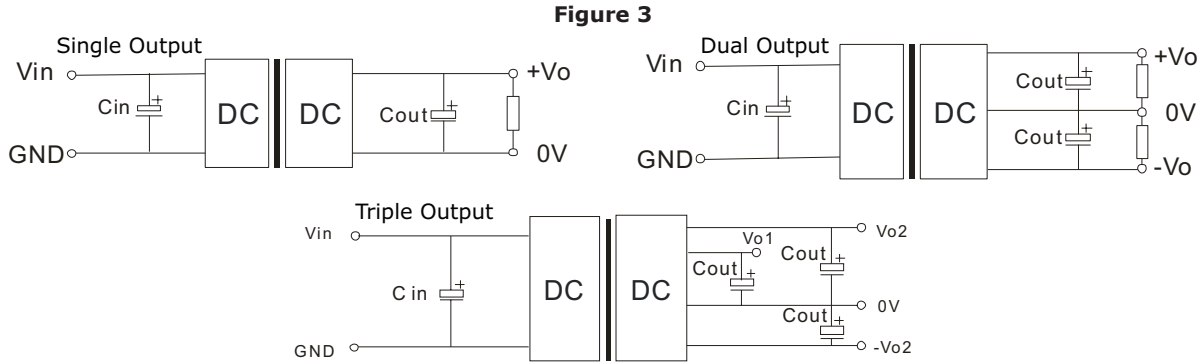 Figure 3
Single Output
Vin
Cin
GND
DC
DC
Cout
+Vo
0V
Dual Output
Vin
Cin
GND
DC
DC
Cout
Cout
+Vo
0V
-Vo
Triple Output
Vin
C in
GND
DC
DC
Vo1
Cout
Cout
Cout
Vo2
0V
-Vo2